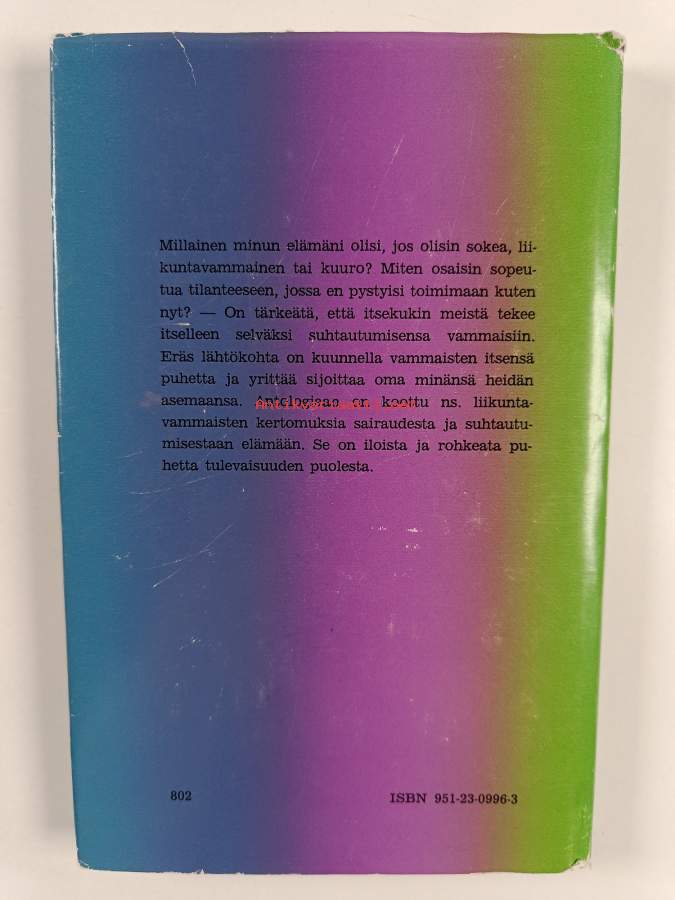 Millainen minun elämäni olisi, jos olisin sokea, lii-
kuntavammainen tai kuuro? Miten osaisin sopeu-
tua tilanteeseen, jossa en pystyisi toimimaan kuten
nyt? — On tärkeätä, että itsekukin meistä tekee
itselleen selväksi suhtautumisensa vammaisiin.
Eräs lähtökohta on kuunnella vammaisten itsensä
puhetta ja yrittää sijoittaa oma minänsä heidän
asemaansa. Antologiaan on koottu ns. liikunta-
vammaisten kertomuksia sairaudesta ja suhtautu-
misestaan elämään. Se on iloista ja rohkeata pu-
hetta tulevaisuuden puolesta.
802
ISBN 951-23-0996-3